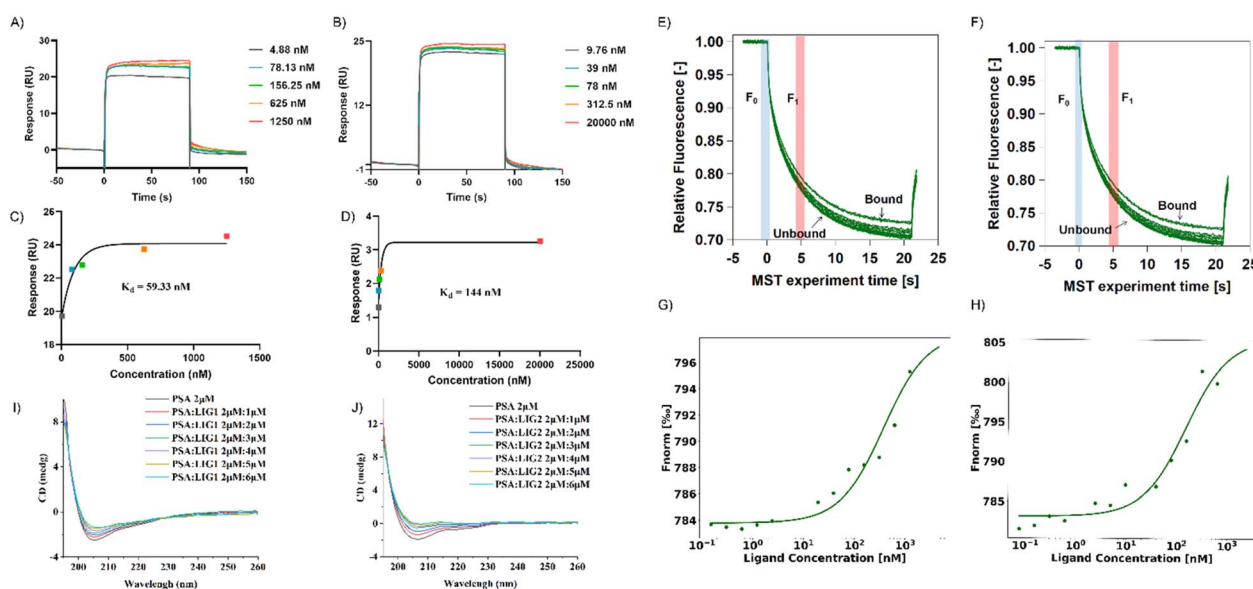 A)
30
20
10
0
Response (RU)
-50
0
50
100
150
Time (s)
4.88 nM
78.13 nM
156.25 nM
625 nM
1250 nM
B)
25
12
-1
Response (RU)
-50
0
50
100
150
Time (s)
9.76 nM
39 nM
78 nM
312.5 nM
20000 nM
C)
26
24
22
20
18
Response (RU)
Kd = 59.33 nM
0
500
1000
1500
Concentration (nM)
D)
4
3
2
1
0
Response (RU)
Kd = 144 nM
0
5000
10000
15000
20000
25000
Concentration (nM)
E)
1.00
0.95
0.90
0.85
0.80
0.75
0.70
Relative Fluorescence [-]
F0
F1
Bound
Unbound
-5
0
5
10
15
20
25
MST experiment time [s]
F)
1.00
0.95
0.90
0.85
0.80
0.75
0.70
Relative Fluorescence [-]
F0
F1
Bound
Unbound
-5
0
5
10
15
20
25
MST experiment time [s]
G)
796
794
792
790
788
786
784
Fnorm [‰]
10⁻¹
10⁰
10¹
10²
10³
Ligand Concentration [nM]
H)
805
800
795
790
785
Fnorm [‰]
10⁻¹
10⁰
10¹
10²
10³
Ligand Concentration [nM]
I)
8
4
0
-4
CD (medg)
PSA 2µM
PSA:LIG1 2µM:1µM
PSA:LIG1 2µM:2µM
PSA:LIG1 2µM:3µM
PSA:LIG1 2µM:4µM
PSA:LIG1 2µM:5µM
PSA:LIG1 2µM:6µM
200
210
220
230
240
250
260
Wavelengh (nm)
J)
12
8
4
0
-4
CD (medg)
PSA 2µM
PSA:LIG2 2µM:1µM
PSA:LIG2 2µM:2µM
PSA:LIG2 2µM:3µM
PSA:LIG2 2µM:4µM
PSA:LIG2 2µM:5µM
PSA:LIG2 2µM:6µM
200
210
220
230
240
250
260
Wavelengh (nm)